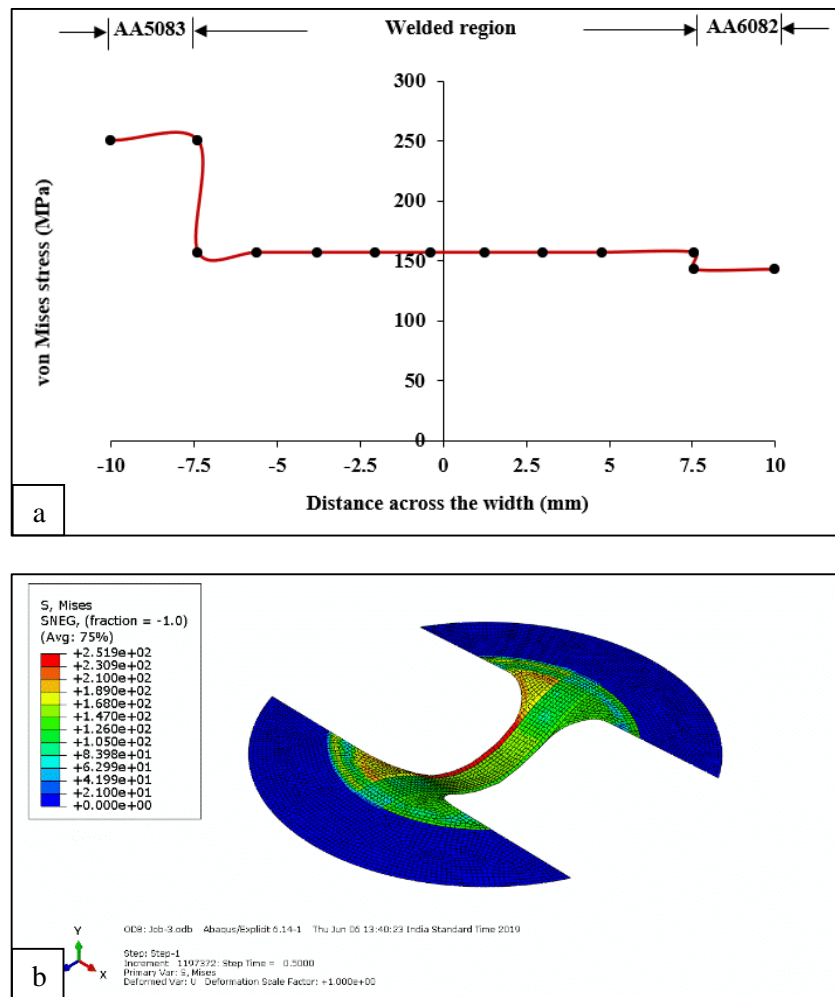 AA5083 Welded region AA6082
300
250
200
150
100
50
0
von Mises stress (MPa)
-10 -7.5 -5 -2.5 0 2.5 5 7.5 10
Distance across the width (mm)
a
S, Mises
SNEG, (fraction = -1.0)
(Avg: 75%)
+2.519e+02
+2.309e+02
+2.100e+02
+1.890e+02
+1.680e+02
+1.470e+02
+1.260e+02
+1.050e+02
+8.398e+01
+6.299e+01
+4.199e+01
+2.100e+01
+0.000e+00
ODB: Job-3.odb Abaqus/Explicit 6.14-1 Thu Jun 06 13:40:23 India Standard Time 2019
Y
X
Step: Step-1
Increment 1197372: Step Time = 0.5000
Primary Var: S, Mises
Deformed Var: U Deformation Scale Factor: +1.000e+00
b